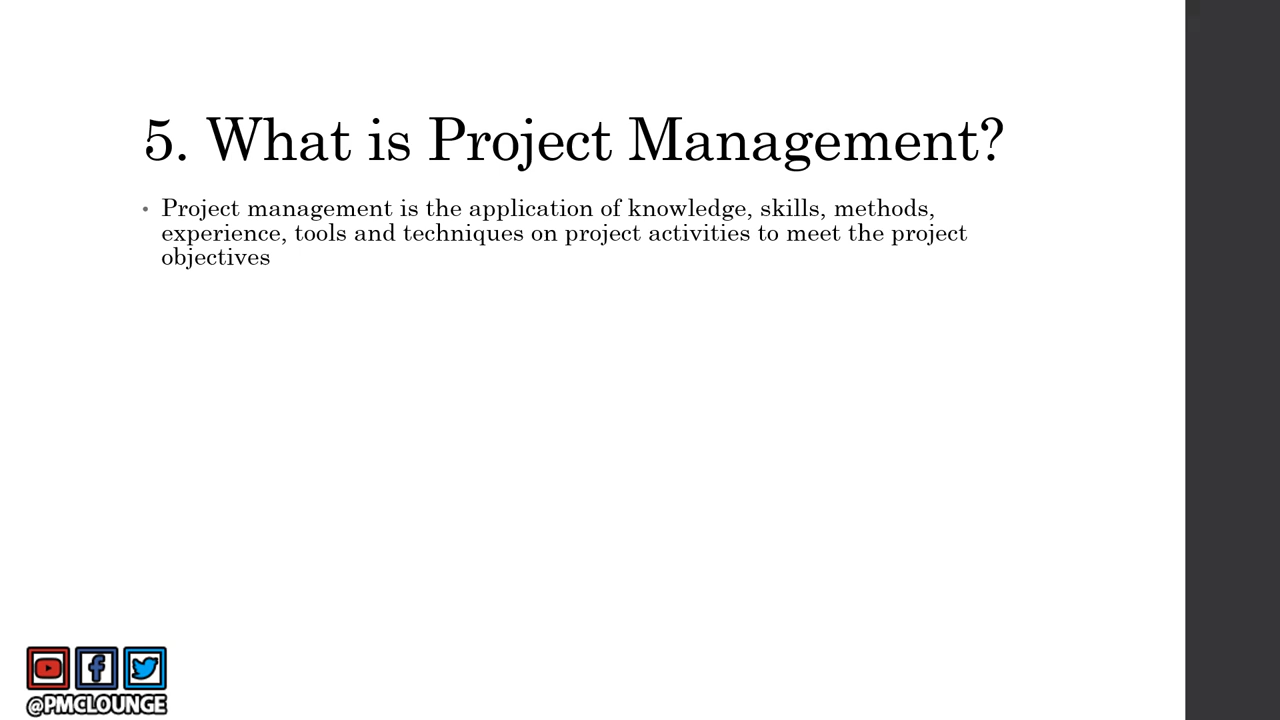 5. What is Project Management?
• Project management is the application of knowledge, skills, methods,
experience, tools and techniques on project activities to meet the project
objectives
@PMCLOUNGE